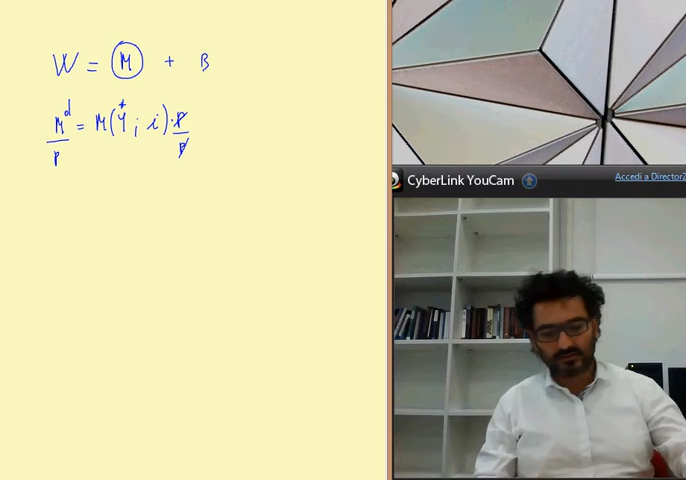 W = M + B
M^d/P = M(Y^+ ; i) · P/P
CyberLink YouCam
Accedi a DirectorZ